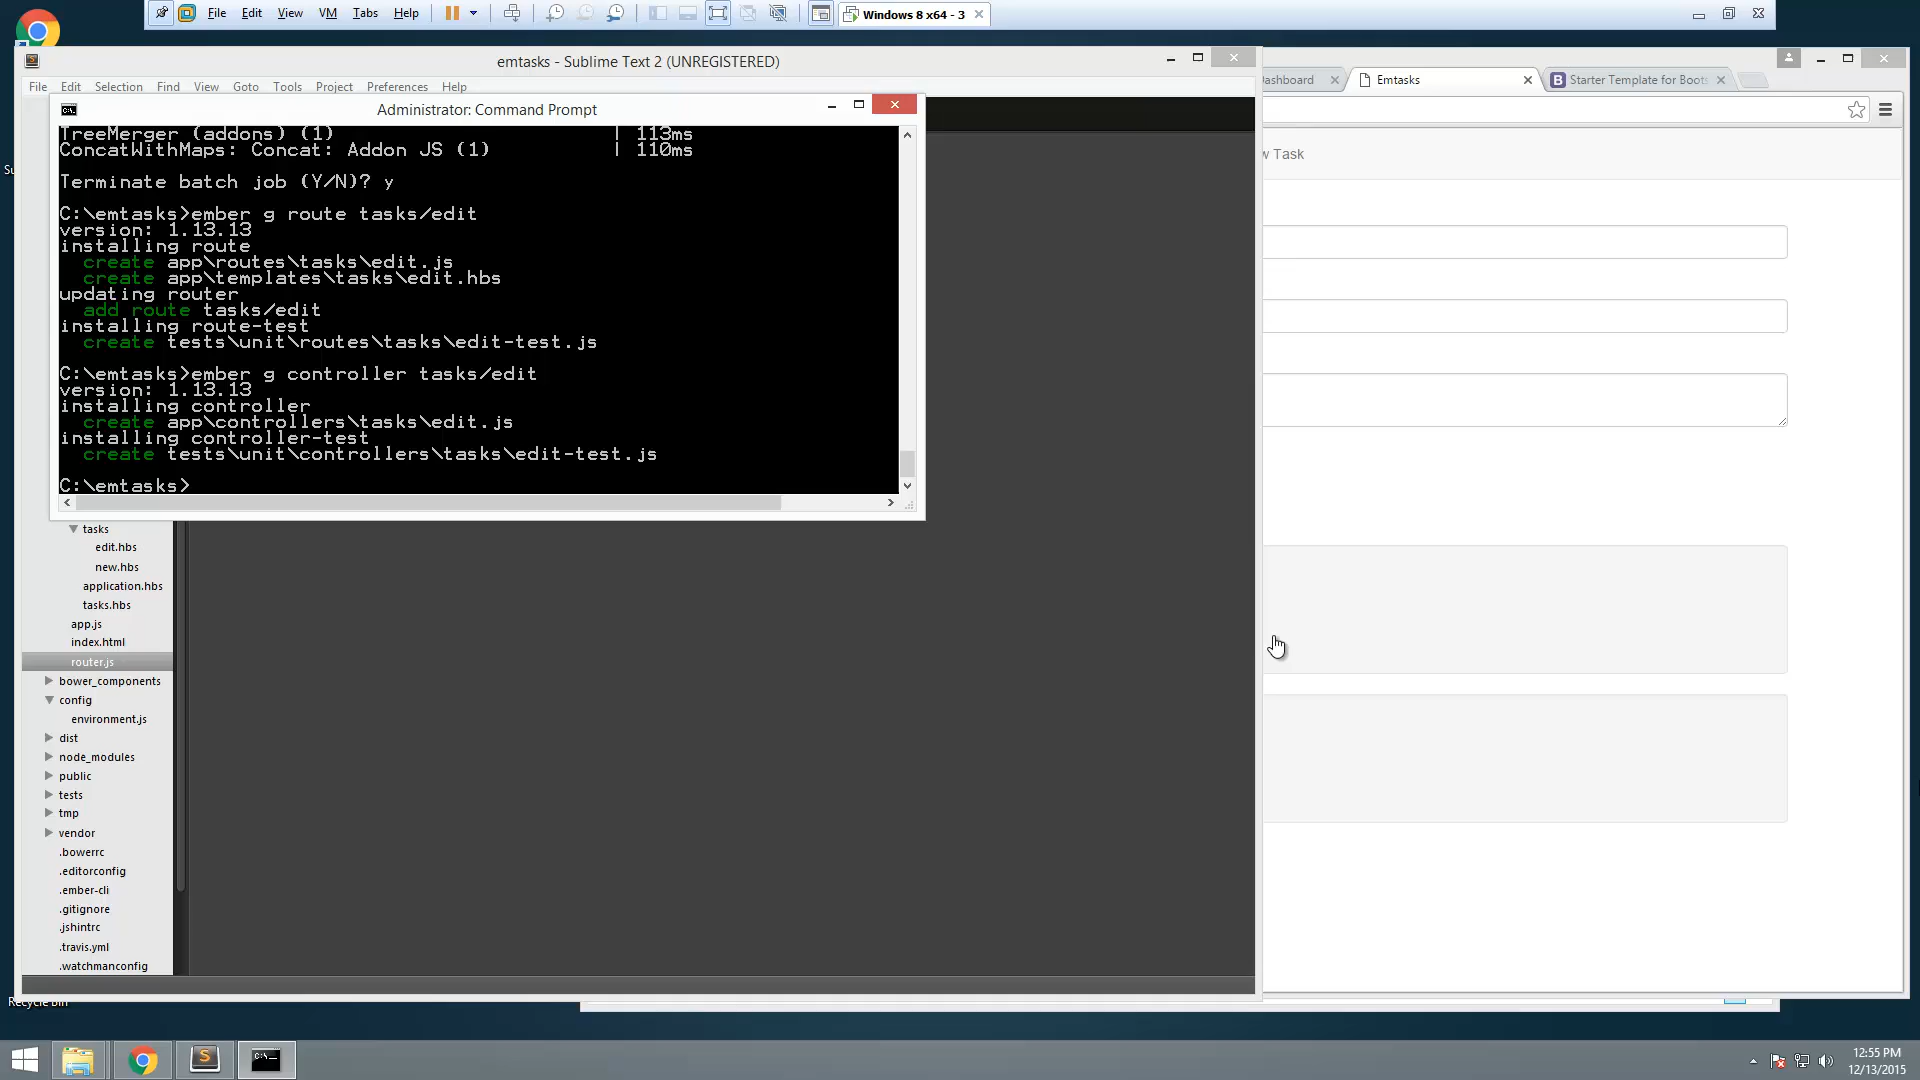 File Edit View VM Tabs Help
Windows 8 x64 - 3
emtasks - Sublime Text 2 (UNREGISTERED)
File Edit Selection Find View Goto Tools Project Preferences Help
Dashboard
Emtasks
Starter Template for Boots
Administrator: Command Prompt
TreeMerger (addons) (1) | 113ms
ConcatWithMaps: Concat: Addon JS (1) | 110ms
Terminate batch job (Y/N)? y
C:\emtasks>ember g route tasks/edit
version: 1.13.13
installing route
create app\routes\tasks\edit.js
create app\templates\tasks\edit.hbs
updating router
add route tasks/edit
installing route-test
create tests\unit\routes\tasks\edit-test.js
C:\emtasks>ember g controller tasks/edit
version: 1.13.13
installing controller
create app\controllers\tasks\edit.js
installing controller-test
create tests\unit\controllers\tasks\edit-test.js
C:\emtasks>
w Task
tasks
edit.hbs
new.hbs
application.hbs
tasks.hbs
app.js
index.html
router.js
bower_components
config
environment.js
dist
node_modules
public
tests
tmp
vendor
.bowerrc
.editorconfig
.ember-cli
.gitignore
.jshintrc
.travis.yml
.watchmanconfig
Recycle Bin
12:55 PM
12/13/2015